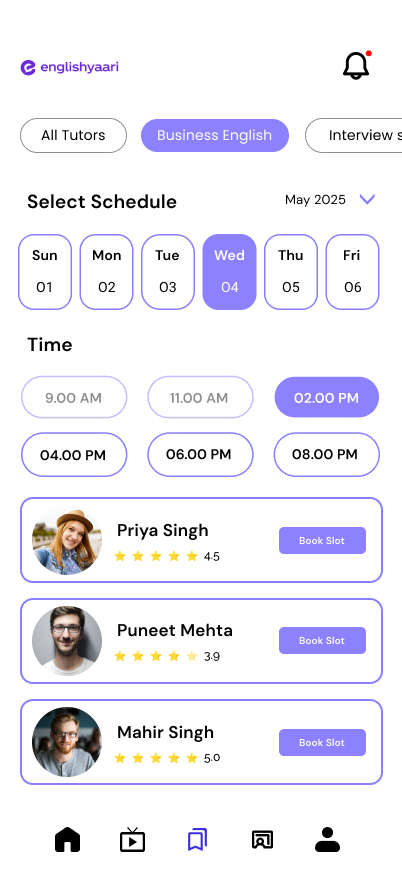 englishyaari
All Tutors Business English Interview s
Select Schedule May 2025
Sun Mon Tue Wed Thu Fri
01 02 03 04 05 06
Time
9.00 AM 11.00 AM 02.00 PM
04.00 PM 06.00 PM 08.00 PM
Priya Singh
4.5 Book Slot
Puneet Mehta
3.9 Book Slot
Mahir Singh
5.0 Book Slot